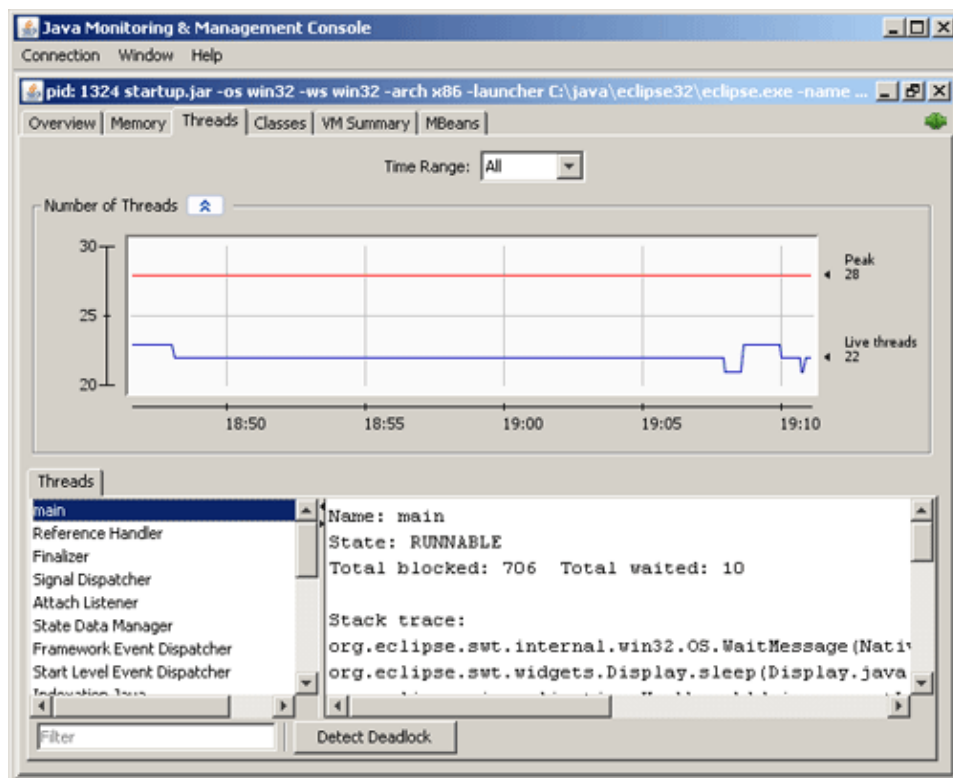 Java Monitoring & Management Console
Connection Window Help
pid: 1324 startup.jar -os win32 -ws win32 -arch x86 -launcher C:\java\eclipse32\eclipse.exe -name ...
Overview Memory Threads Classes VM Summary MBeans
Time Range: All
Number of Threads
30
25
20
Peak
28
Live threads
22
18:50 18:55 19:00 19:05 19:10
Threads
main
Reference Handler
Finalizer
Signal Dispatcher
Attach Listener
State Data Manager
Framework Event Dispatcher
Start Level Event Dispatcher
Name: main
State: RUNNABLE
Total blocked: 706 Total waited: 10
Stack trace:
org.eclipse.swt.internal.win32.OS.WaitMessage(Nativ
org.eclipse.swt.widgets.Display.sleep(Display.java
Filter
Detect Deadlock